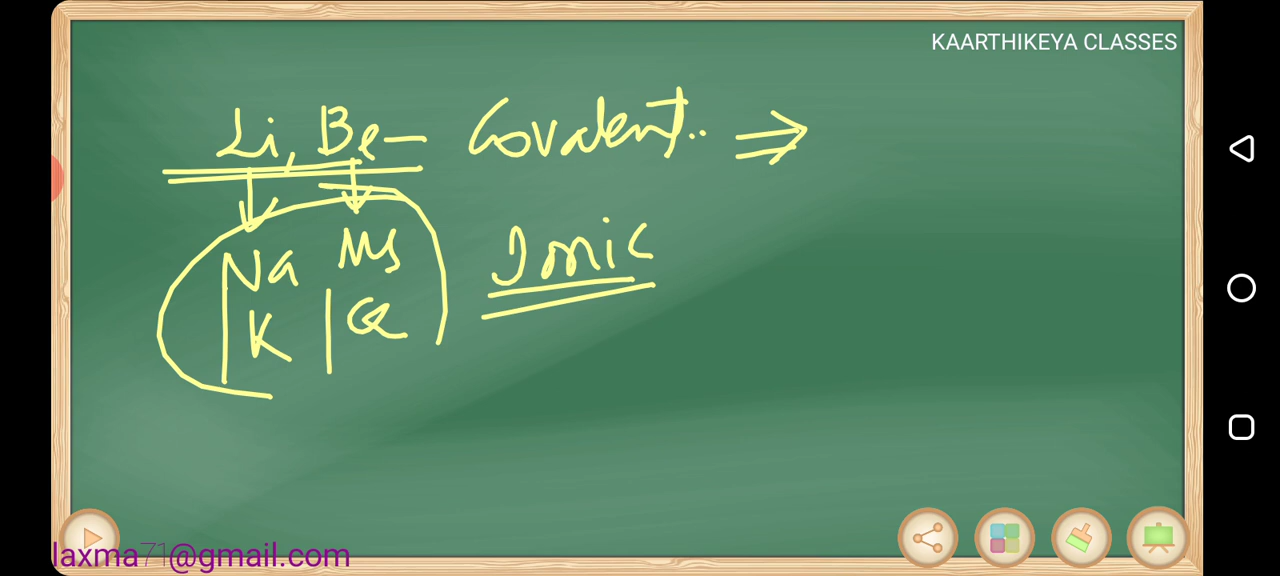 KAARTHIKEYA CLASSES
Li, Be – Covalent.. ⇒
Na Mg Ionic
K Ca
laxma71@gmail.com